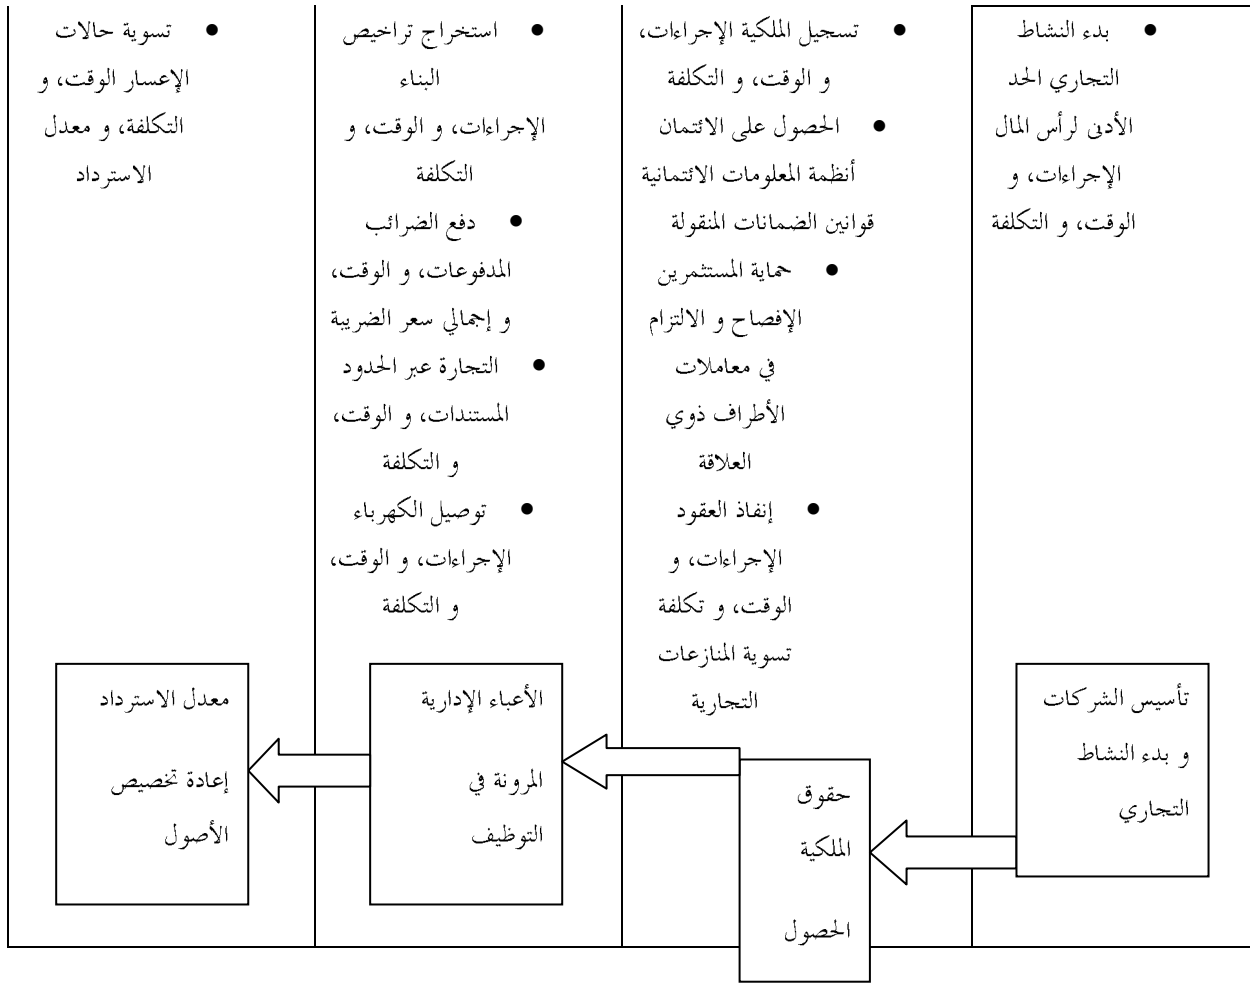 ● بدء النشاط
التجاري الحد
الأدنى لرأس المال
الإجراءات، و
الوقت، و التكلفة
● تسجيل الملكية الإجراءات،
و الوقت، و التكلفة
● الحصول على الائتمان
أنظمة المعلومات الائتمانية
قوانين الضمانات المنقولة
● حماية المستثمرين
الإفصاح و الالتزام
في معاملات
الأطراف ذوي
العلاقة
● إنفاذ العقود
الإجراءات، و
الوقت، و تكلفة
تسوية المنازعات
التجارية
● استخراج تراخيص
البناء
الإجراءات، و الوقت، و
التكلفة
● دفع الضرائب
المدفوعات، و الوقت،
و إجمالي سعر الضريبة
● التجارة عبر الحدود
المستندات، و الوقت،
و التكلفة
● توصيل الكهرباء
الإجراءات، و الوقت،
و التكلفة
● تسوية حالات
الإعسار الوقت، و
التكلفة، و معدل
الاسترداد
تأسيس الشركات
و بدء النشاط
التجاري
حقوق
الملكية
الحصول
الأعباء الإدارية
المرونة في
التوظيف
معدل الاسترداد
إعادة تخصيص
الأصول